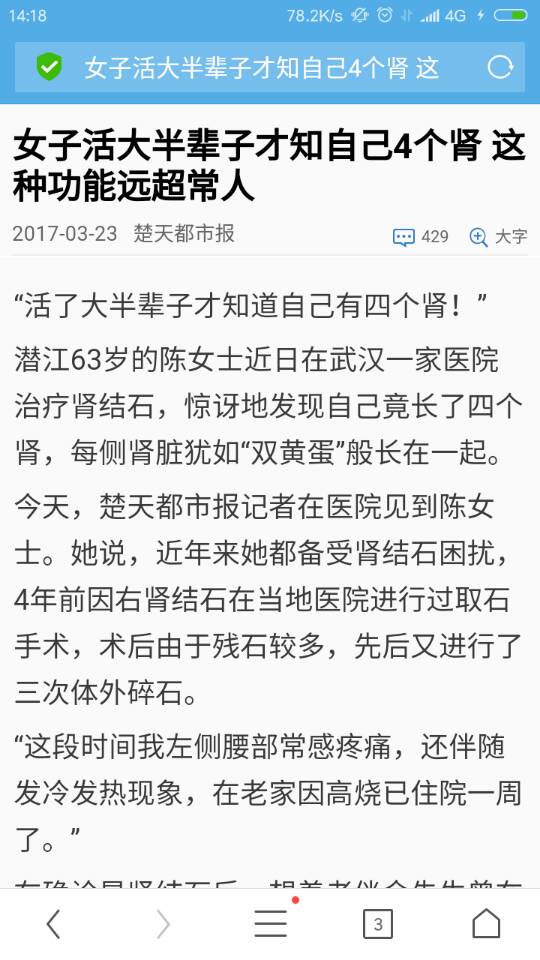 14:18 78.2K/s 4G
女子活大半辈子才知自己4个肾 这
女子活大半辈子才知自己4个肾 这
种功能远超常人
2017-03-23 楚天都市报 429 大字
“活了大半辈子才知道自己有四个肾！”
潜江63岁的陈女士近日在武汉一家医院
治疗肾结石，惊讶地发现自己竟长了四个
肾，每侧肾脏犹如“双黄蛋”般长在一起。
今天，楚天都市报记者在医院见到陈女
士。她说，近年来她都备受肾结石困扰，
4年前因右肾结石在当地医院进行过取石
手术，术后由于残石较多，先后又进行了
三次体外碎石。
“这段时间我左侧腰部常感疼痛，还伴随
发冷发热现象，在老家因高烧已住院一周
了。”
3